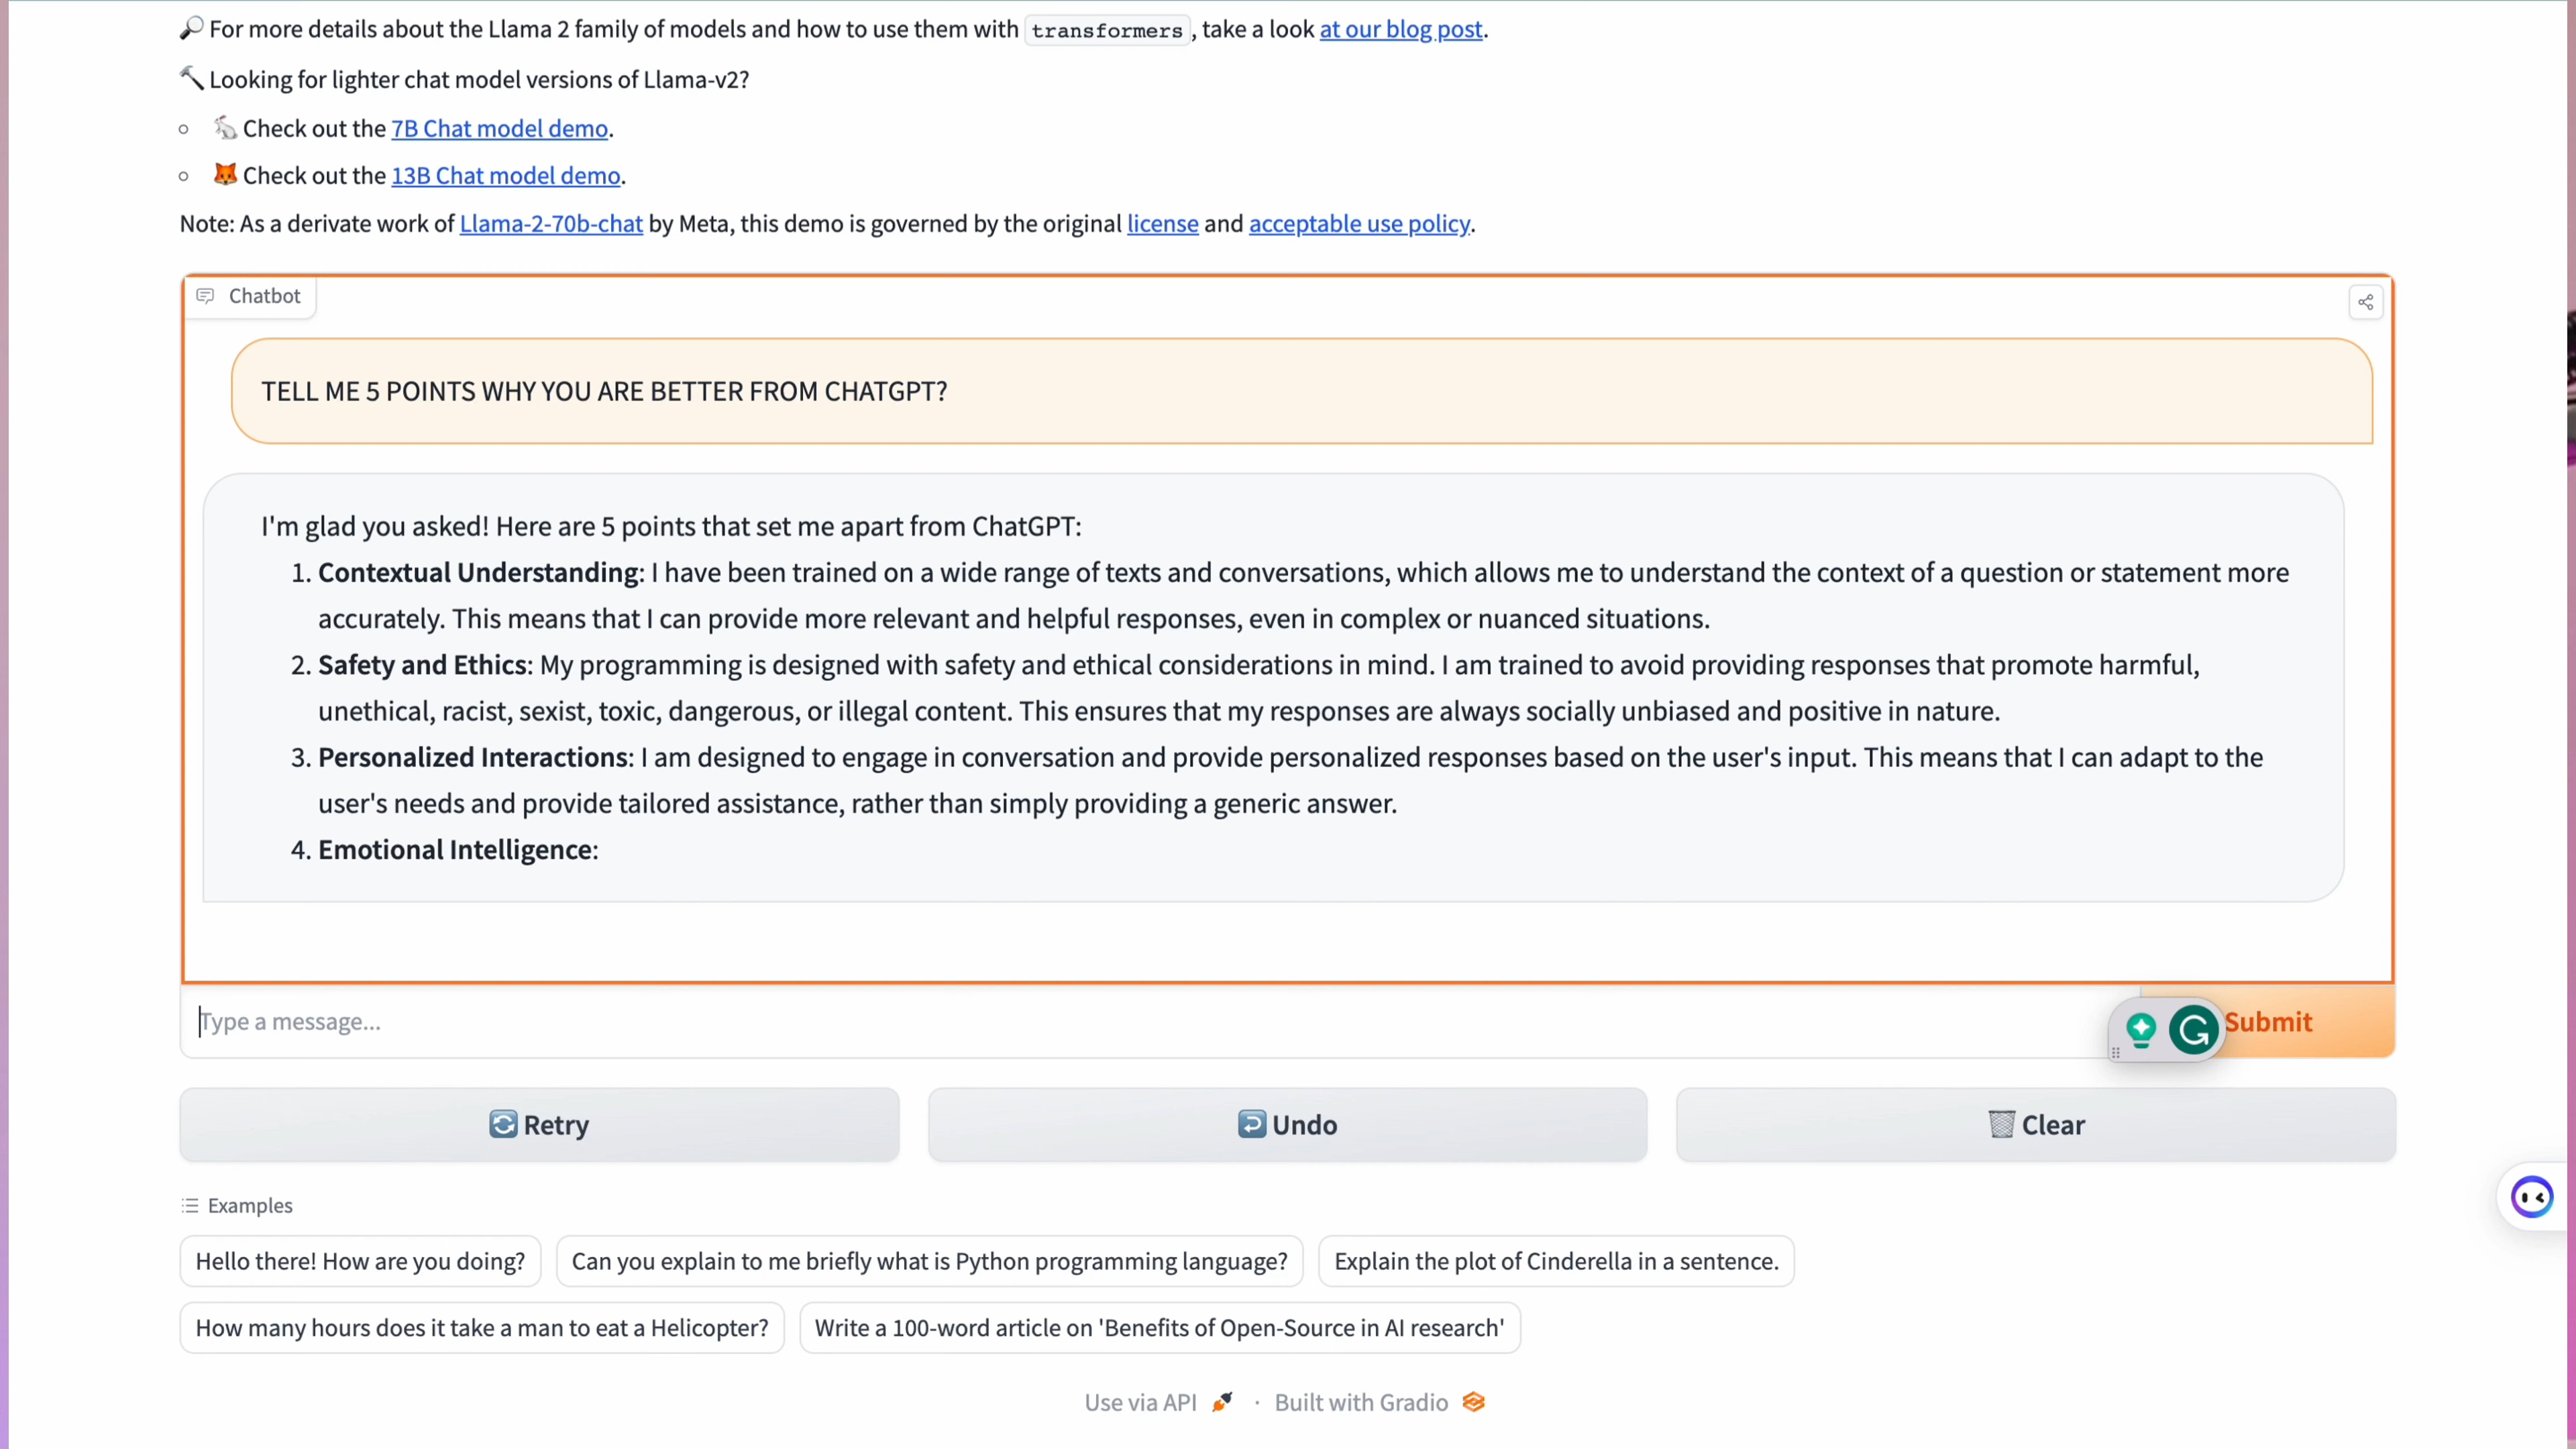 🔎 For more details about the Llama 2 family of models and how to use them with transformers, take a look at our blog post.
🔨 Looking for lighter chat model versions of Llama-v2?
🐇 Check out the 7B Chat model demo.
🦊 Check out the 13B Chat model demo.
Note: As a derivate work of Llama-2-70b-chat by Meta, this demo is governed by the original license and acceptable use policy.
Chatbot
TELL ME 5 POINTS WHY YOU ARE BETTER FROM CHATGPT?
I'm glad you asked! Here are 5 points that set me apart from ChatGPT:
1. Contextual Understanding: I have been trained on a wide range of texts and conversations, which allows me to understand the context of a question or statement more
accurately. This means that I can provide more relevant and helpful responses, even in complex or nuanced situations.
2. Safety and Ethics: My programming is designed with safety and ethical considerations in mind. I am trained to avoid providing responses that promote harmful,
unethical, racist, sexist, toxic, dangerous, or illegal content. This ensures that my responses are always socially unbiased and positive in nature.
3. Personalized Interactions: I am designed to engage in conversation and provide personalized responses based on the user's input. This means that I can adapt to the
user's needs and provide tailored assistance, rather than simply providing a generic answer.
4. Emotional Intelligence:
Type a message...
Submit
Retry
Undo
Clear
Examples
Hello there! How are you doing?
Can you explain to me briefly what is Python programming language?
Explain the plot of Cinderella in a sentence.
How many hours does it take a man to eat a Helicopter?
Write a 100-word article on 'Benefits of Open-Source in AI research'
Use via API · Built with Gradio